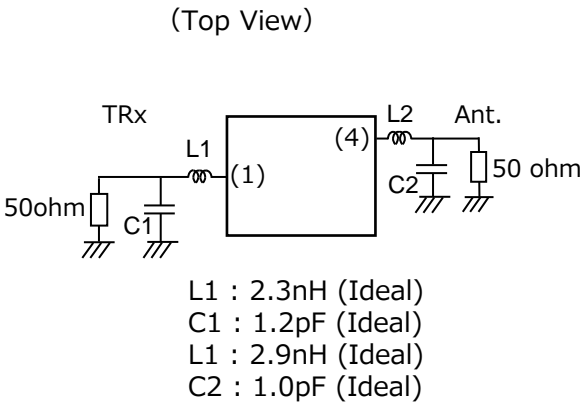 (Top View)
TRx
L2
Ant.
L1
(4)
(1)
50 ohm
C2
50ohm
C1
L1 : 2.3nH (Ideal)
C1 : 1.2pF (Ideal)
L1 : 2.9nH (Ideal)
C2 : 1.0pF (Ideal)